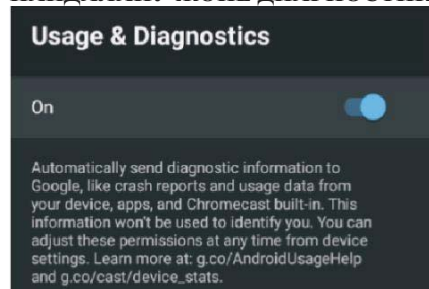 Usage & Diagnostics
On
Automatically send diagnostic information to
Google, like crash reports and usage data from
your device, apps, and Chromecast built-in. This
information won't be used to identify you. You can
adjust these permissions at any time from device
settings. Learn more at: g.co/AndroidUsageHelp
and g.co/cast/device_stats.